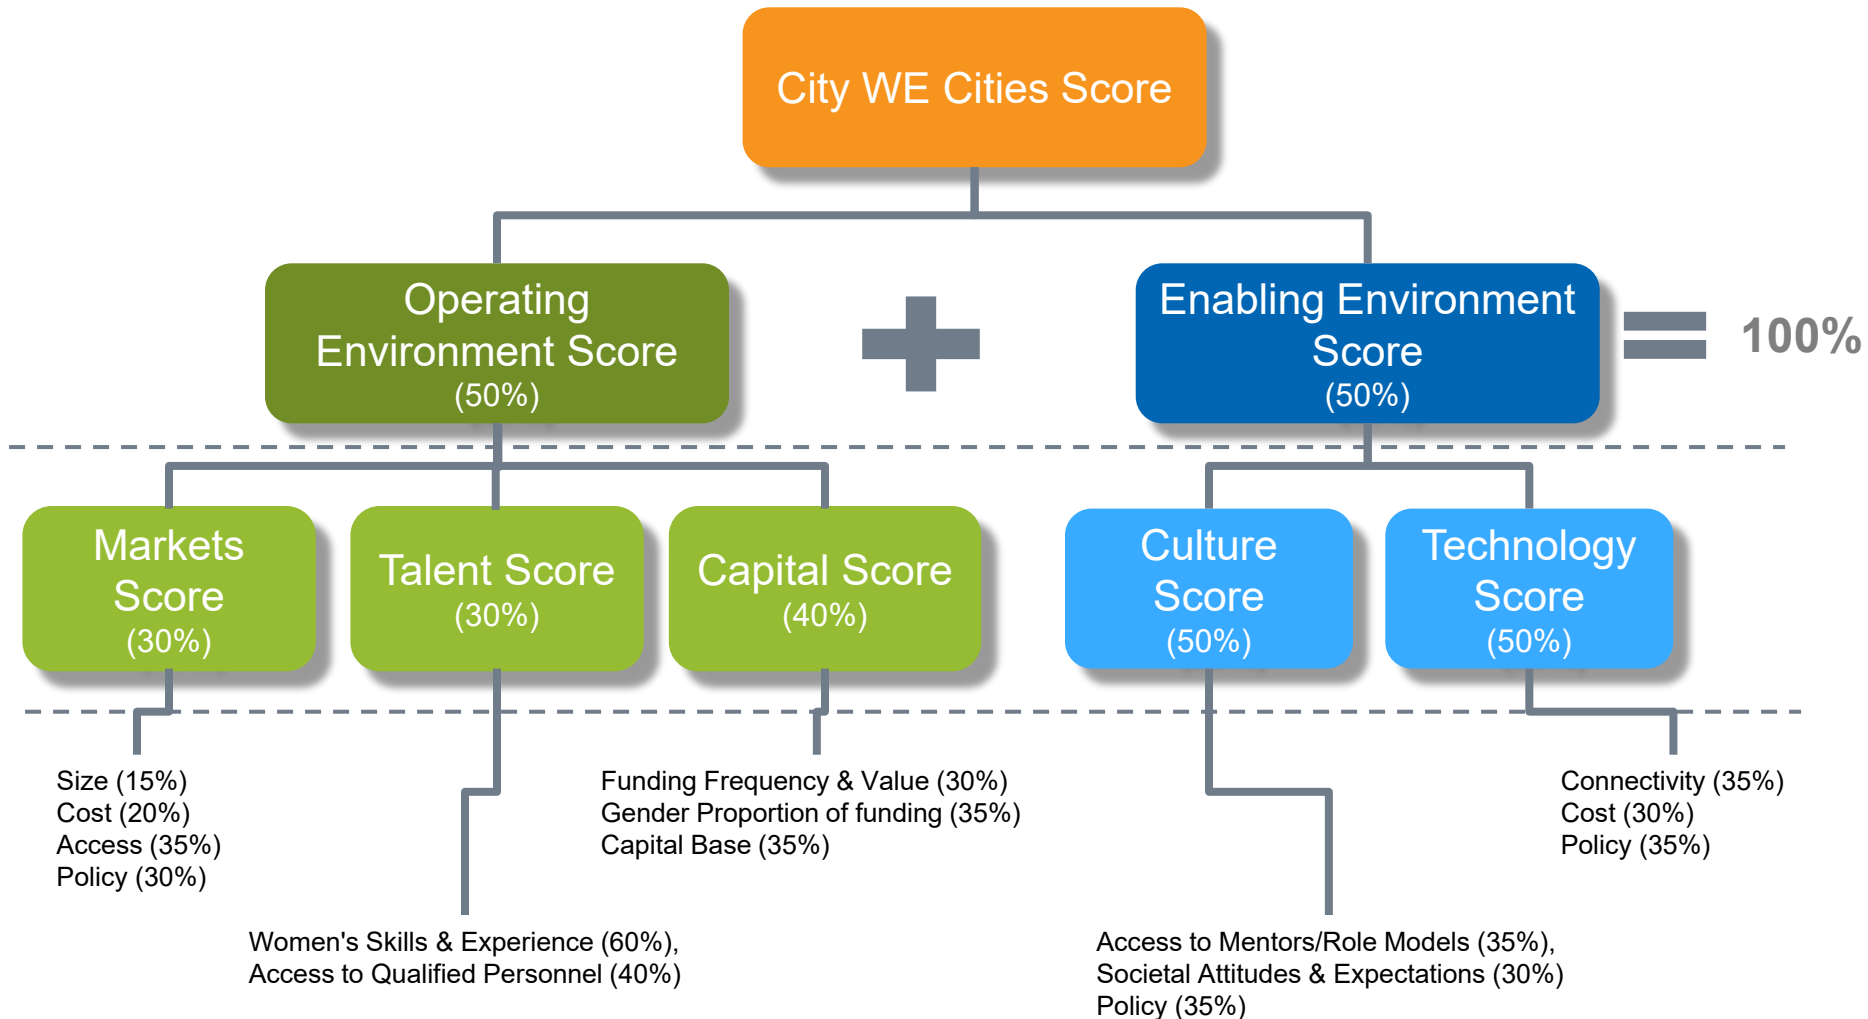 City WE Cities Score
Operating
Environment Score
(50%)
Enabling Environment
Score
(50%)
100%
Markets
Score
(30%)
Talent Score
(30%)
Capital Score
(40%)
Culture
Score
(50%)
Technology
Score
(50%)
Size (15%)
Cost (20%)
Access (35%)
Policy (30%)
Funding Frequency & Value (30%)
Gender Proportion of funding (35%)
Capital Base (35%)
Connectivity (35%)
Cost (30%)
Policy (35%)
Women's Skills & Experience (60%),
Access to Qualified Personnel (40%)
Access to Mentors/Role Models (35%),
Societal Attitudes & Expectations (30%)
Policy (35%)